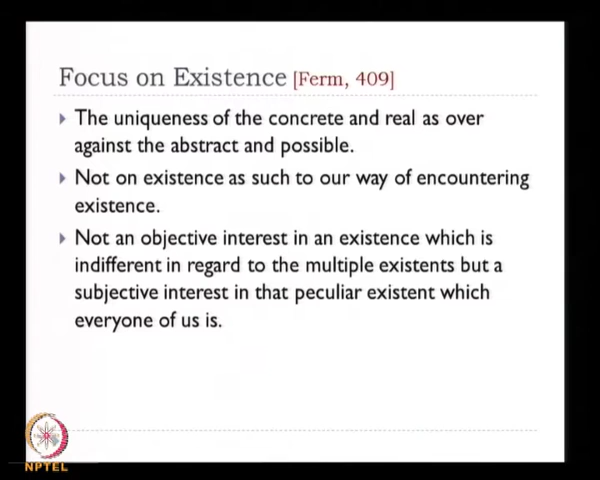 Focus on Existence [Ferm, 409]
The uniqueness of the concrete and real as over
against the abstract and possible.
Not on existence as such to our way of encountering
existence.
Not an objective interest in an existence which is
indifferent in regard to the multiple existents but a
subjective interest in that peculiar existent which
everyone of us is.
NPTEL